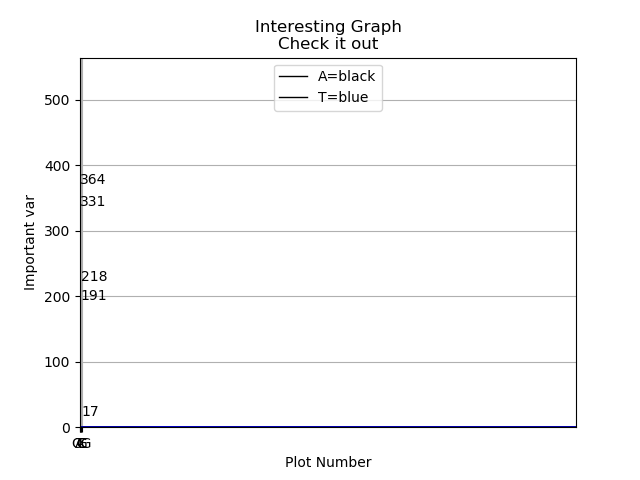 Interesting Graph
Check it out
A=black
T=blue
500
400
300
200
100
0
364
331
218
191
17
Important var
Plot Number